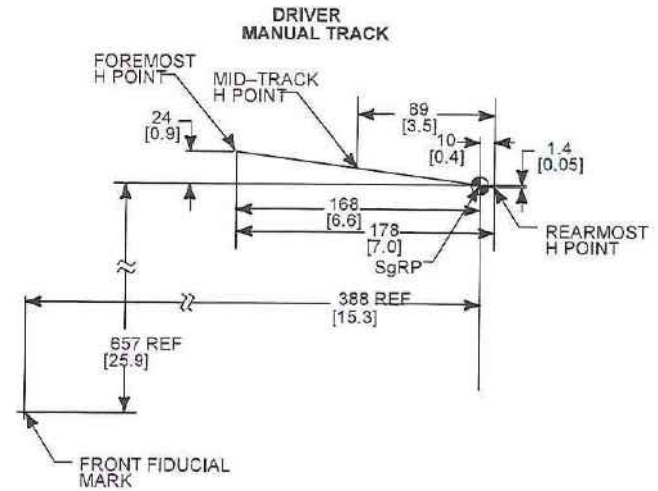 DRIVER
MANUAL TRACK
FOREMOST
H POINT
MID–TRACK
H POINT
89
[3.5]
24
[0.9]
10
[0.4]
1.4
[0.05]
168
[6.6]
178
[7.0]
REARMOST
H POINT
SgRP
388 REF
[15.3]
657 REF
[25.9]
FRONT FIDUCIAL
MARK